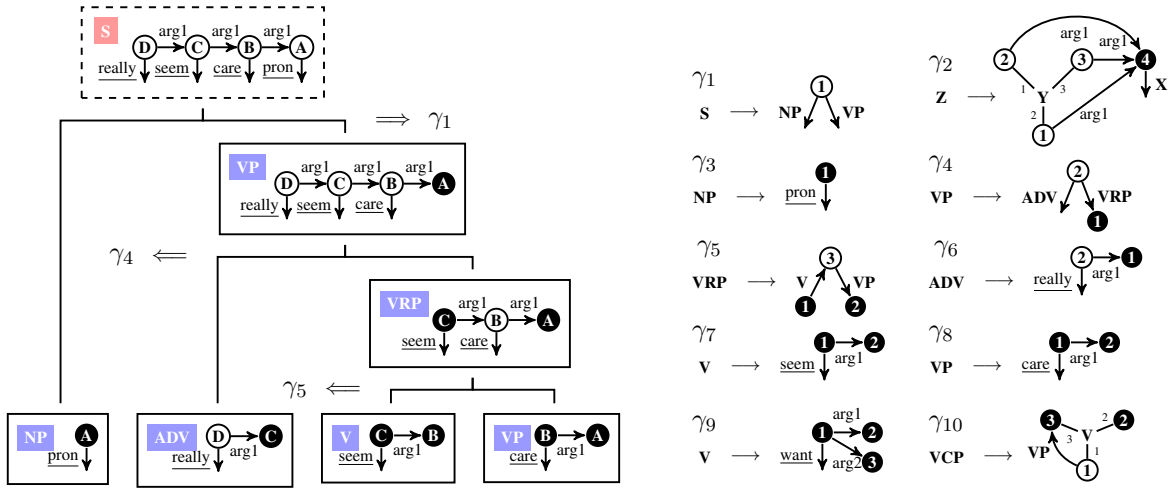 S
arg1 arg1 arg1
D C B A
really seem care pron
⟹ γ1
VP
arg1 arg1 arg1
D C B A
really seem care
γ4 ⟸
VRP
arg1 arg1
C B A
seem care
γ5 ⟸
NP A
pron
ADV D C
really arg1
V C B
seem arg1
VP B A
care arg1
γ1
S ⟶ 1
NP VP
γ2
Z ⟶ 2 3 4
arg1 arg1
1 Y 3 X
2 arg1
1
γ3
NP ⟶ 1
pron
γ4
VP ⟶ 2
ADV VRP
1
γ5
VRP ⟶ 3
V VP
1 2
γ6
ADV ⟶ 2 1
really arg1
γ7
V ⟶ 1 2
seem arg1
γ8
VP ⟶ 1 2
care arg1
γ9
V ⟶ 1 arg1 2
want arg2 3
γ10
VCP ⟶ 3 2 2
3 V
VP 1
1